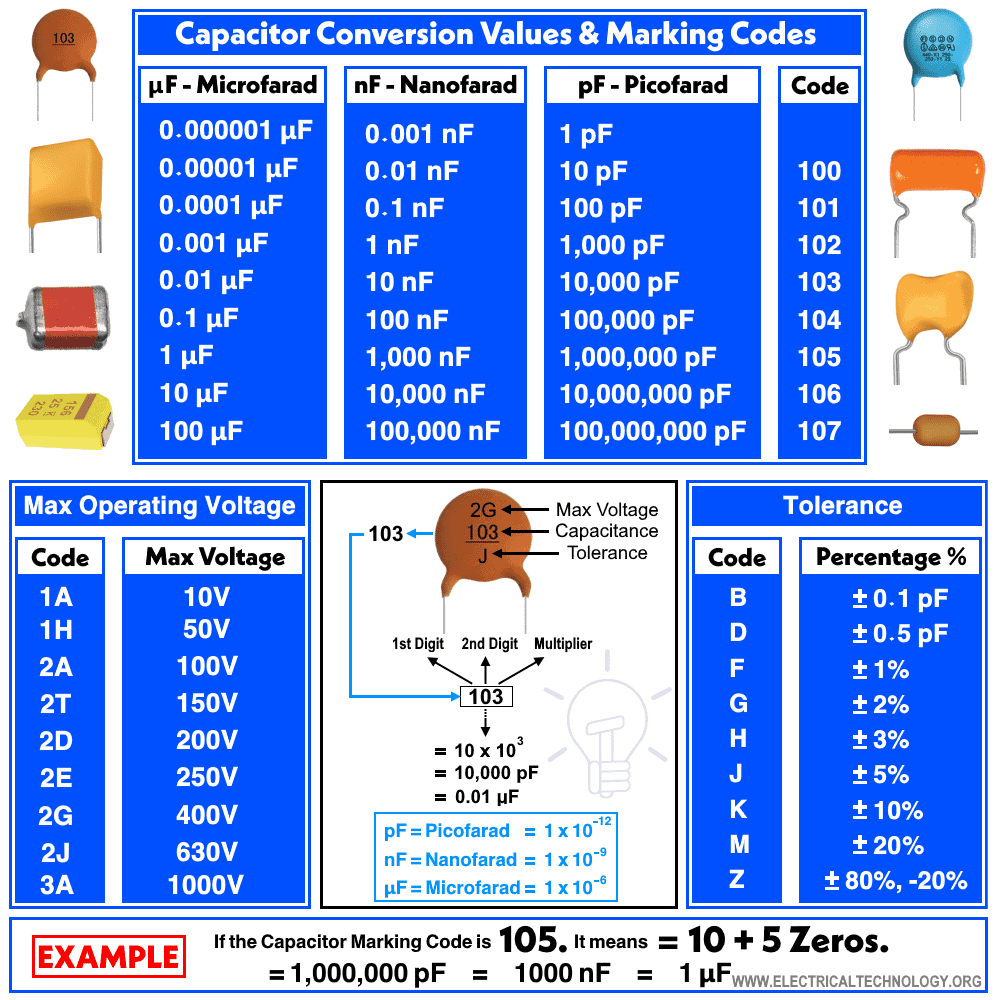 Capacitor Conversion Values & Marking Codes
µF - Microfarad nF - Nanofarad pF - Picofarad Code
0.000001 µF 0.001 nF 1 pF
0.00001 µF 0.01 nF 10 pF 100
0.0001 µF 0.1 nF 100 pF 101
0.001 µF 1 nF 1,000 pF 102
0.01 µF 10 nF 10,000 pF 103
0.1 µF 100 nF 100,000 pF 104
1 µF 1,000 nF 1,000,000 pF 105
10 µF 10,000 nF 10,000,000 pF 106
100 µF 100,000 nF 100,000,000 pF 107
103
156
25
230
Max Operating Voltage
Code Max Voltage
1A 10V
1H 50V
2A 100V
2T 150V
2D 200V
2E 250V
2G 400V
2J 630V
3A 1000V
2G Max Voltage
103 103 Capacitance
J Tolerance
1st Digit 2nd Digit Multiplier
103
= 10 x 10³
= 10,000 pF
= 0.01 µF
pF = Picofarad = 1 x 10⁻¹²
nF = Nanofarad = 1 x 10⁻⁹
µF = Microfarad = 1 x 10⁻⁶
Tolerance
Code Percentage %
B ± 0.1 pF
D ± 0.5 pF
F ± 1%
G ± 2%
H ± 3%
J ± 5%
K ± 10%
M ± 20%
Z ± 80%, -20%
EXAMPLE If the Capacitor Marking Code is 105. It means = 10 + 5 Zeros.
= 1,000,000 pF = 1000 nF = 1 µF
WWW.ELECTRICALTECHNOLOGY.ORG